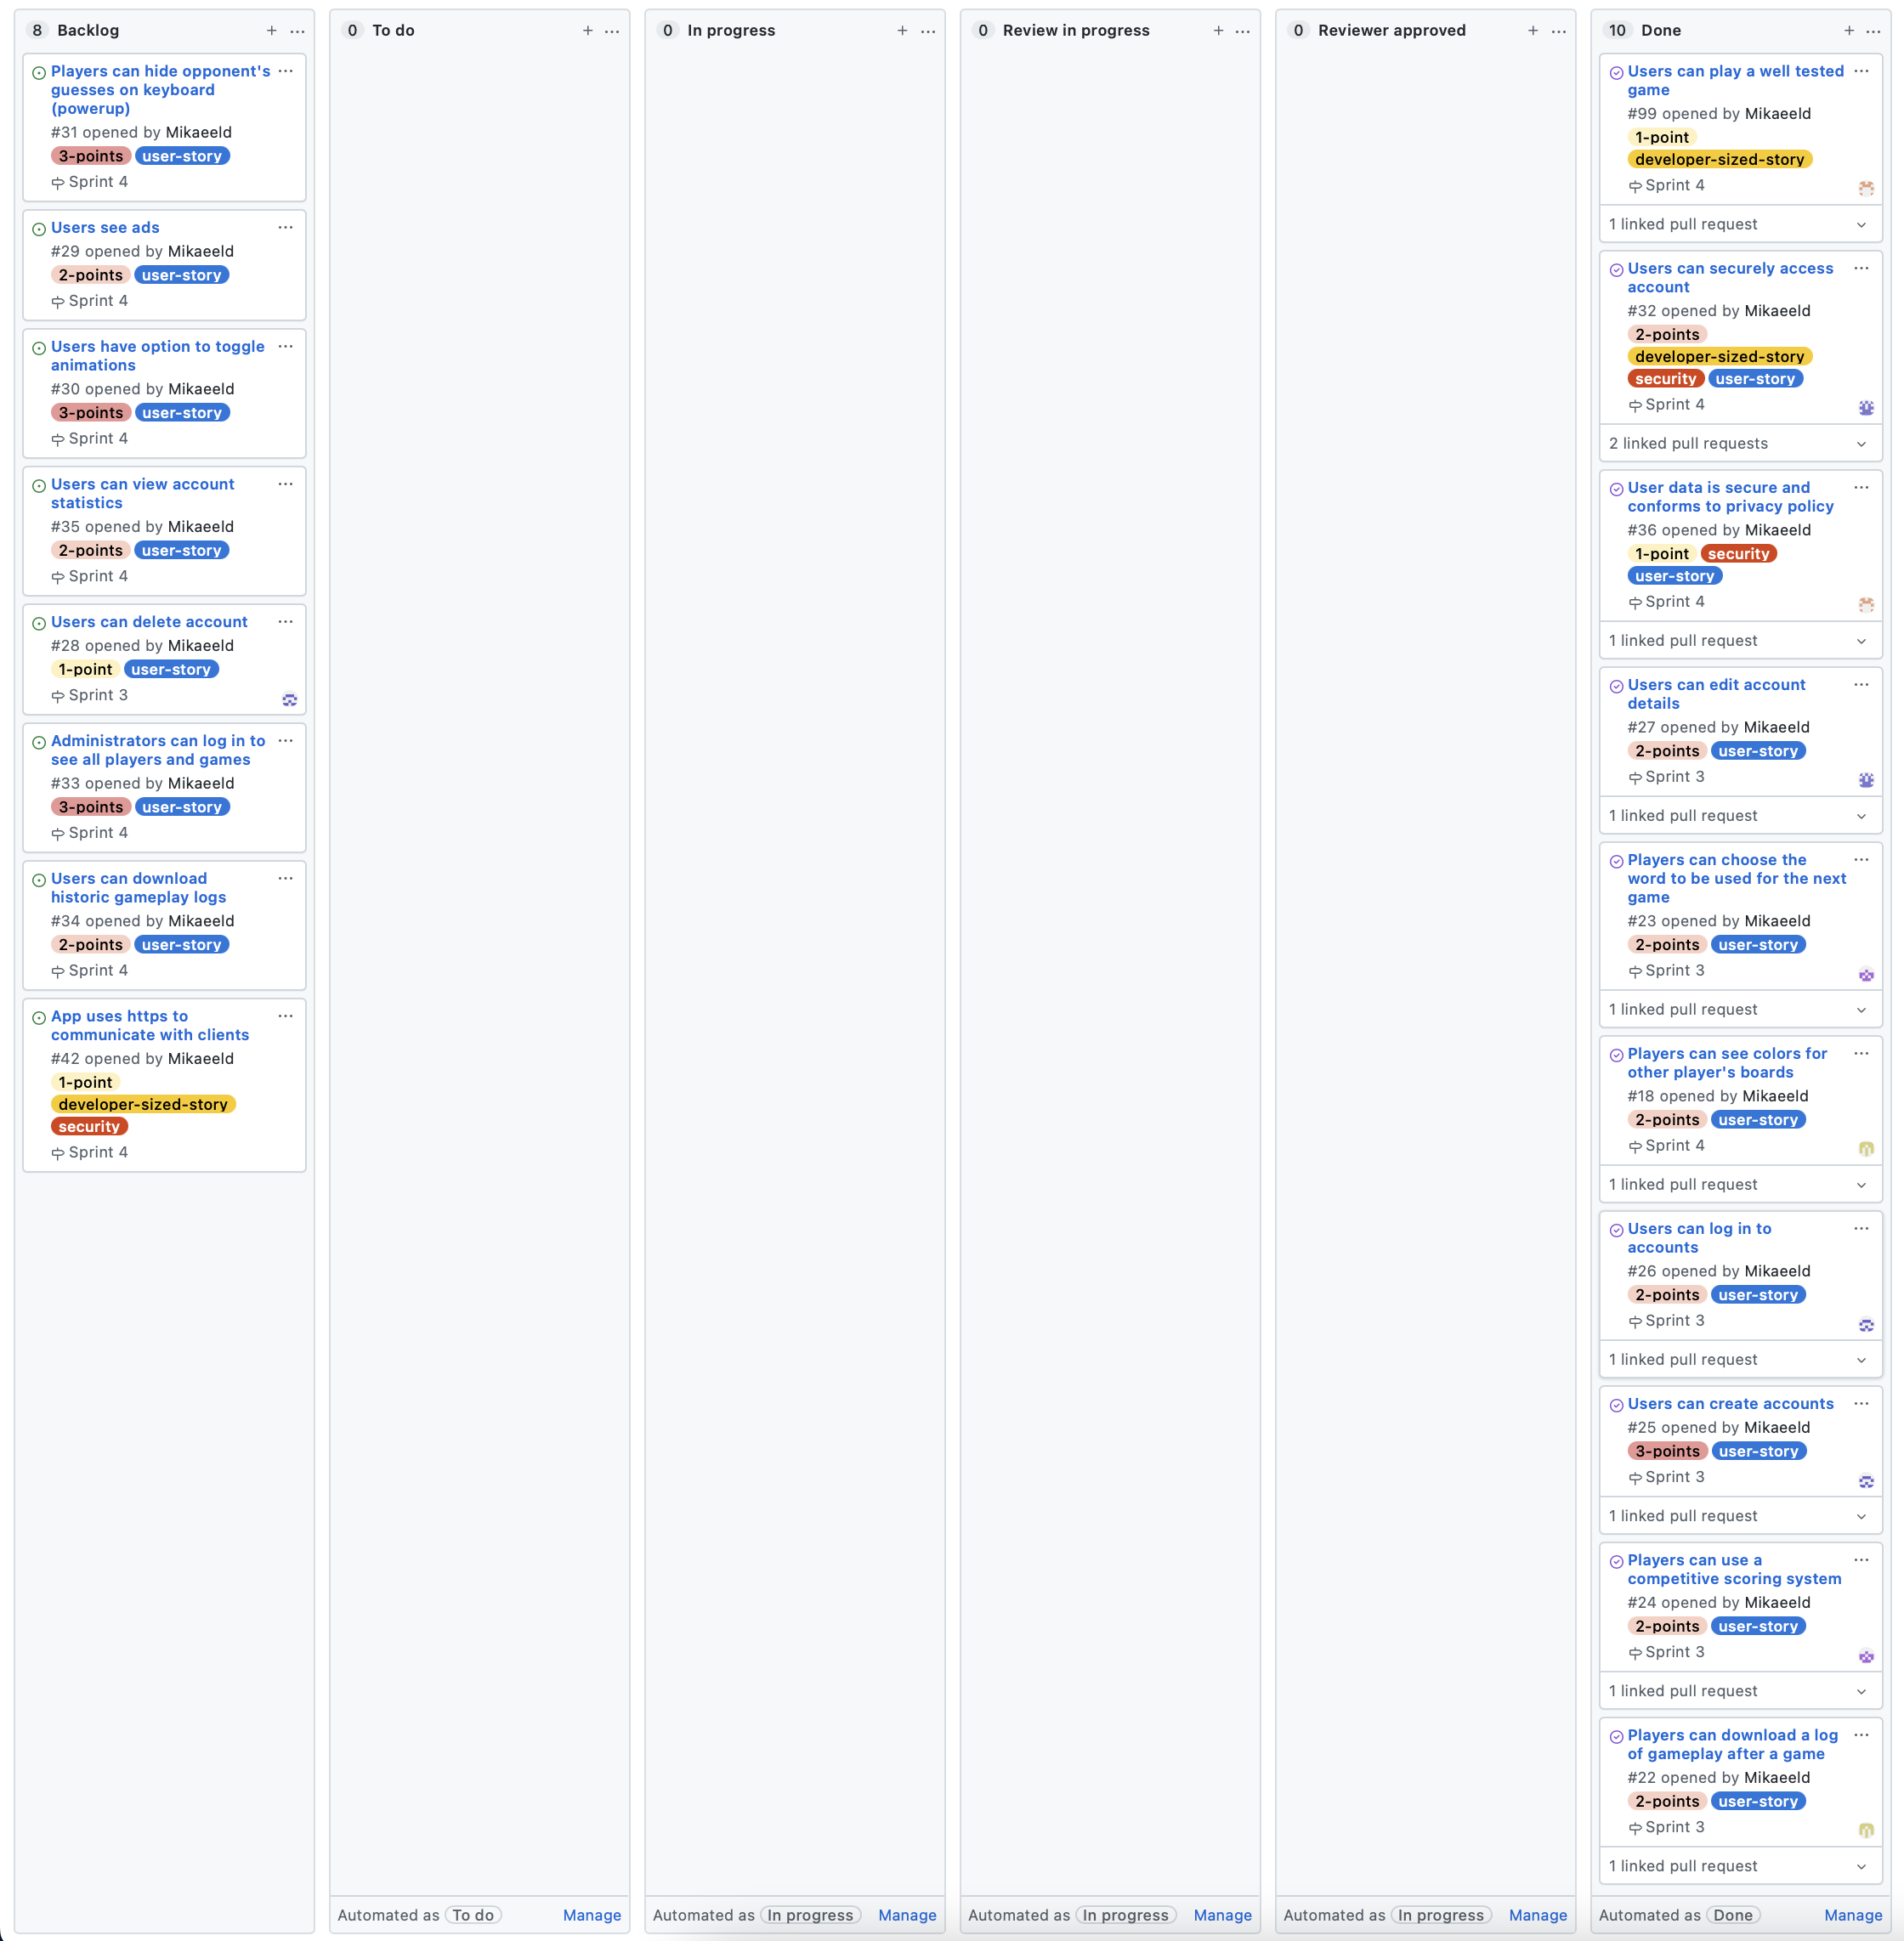 8 Backlog
Players can hide opponent's
guesses on keyboard
(powerup)
#31 opened by Mikaeeld
3-points user-story
Sprint 4
Users see ads
#29 opened by Mikaeeld
2-points user-story
Sprint 4
Users have option to toggle
animations
#30 opened by Mikaeeld
3-points user-story
Sprint 4
Users can view account
statistics
#35 opened by Mikaeeld
2-points user-story
Sprint 4
Users can delete account
#28 opened by Mikaeeld
1-point user-story
Sprint 3
Administrators can log in to
see all players and games
#33 opened by Mikaeeld
3-points user-story
Sprint 4
Users can download
historic gameplay logs
#34 opened by Mikaeeld
2-points user-story
Sprint 4
App uses https to
communicate with clients
#42 opened by Mikaeeld
1-point
developer-sized-story
security
Sprint 4
0 To do
Automated as To do Manage
0 In progress
Automated as In progress Manage
0 Review in progress
Automated as In progress Manage
0 Reviewer approved
Automated as In progress Manage
10 Done
Users can play a well tested
game
#99 opened by Mikaeeld
1-point
developer-sized-story
Sprint 4
1 linked pull request
Users can securely access
account
#32 opened by Mikaeeld
2-points
developer-sized-story
security user-story
Sprint 4
2 linked pull requests
User data is secure and
conforms to privacy policy
#36 opened by Mikaeeld
1-point security
user-story
Sprint 4
1 linked pull request
Users can edit account
details
#27 opened by Mikaeeld
2-points user-story
Sprint 3
1 linked pull request
Players can choose the
word to be used for the next
game
#23 opened by Mikaeeld
2-points user-story
Sprint 3
1 linked pull request
Players can see colors for
other player's boards
#18 opened by Mikaeeld
2-points user-story
Sprint 4
1 linked pull request
Users can log in to
accounts
#26 opened by Mikaeeld
2-points user-story
Sprint 3
1 linked pull request
Users can create accounts
#25 opened by Mikaeeld
3-points user-story
Sprint 3
1 linked pull request
Players can use a
competitive scoring system
#24 opened by Mikaeeld
2-points user-story
Sprint 3
1 linked pull request
Players can download a log
of gameplay after a game
#22 opened by Mikaeeld
2-points user-story
Sprint 3
1 linked pull request
Automated as Done Manage